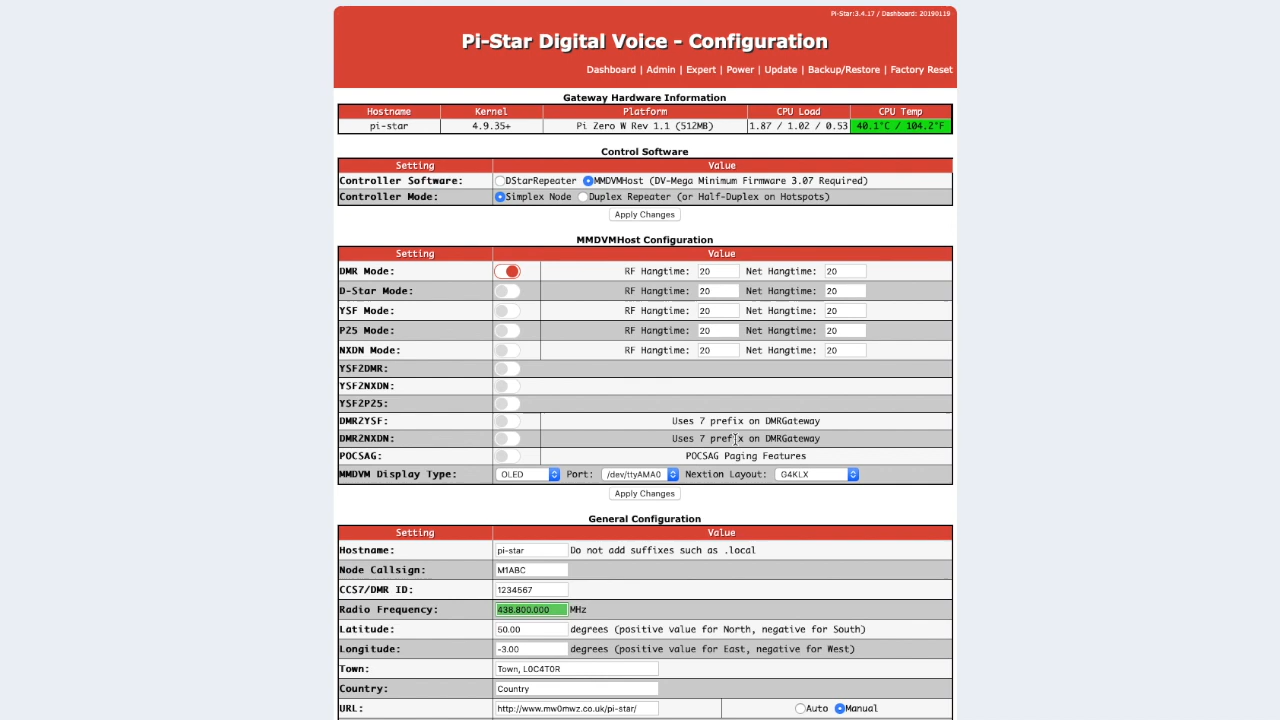 Pi-Star:3.4.17 / Dashboard: 20190119
Pi-Star Digital Voice - Configuration
Dashboard | Admin | Expert | Power | Update | Backup/Restore | Factory Reset
Gateway Hardware Information
Hostname Kernel Platform CPU Load CPU Temp
pi-star 4.9.35+ Pi Zero W Rev 1.1 (512MB) 1.87 / 1.02 / 0.53 40.1°C / 104.2°F
Control Software
Setting Value
Controller Software: DStarRepeater MMDVMHost (DV-Mega Minimum Firmware 3.07 Required)
Controller Mode: Simplex Node Duplex Repeater (or Half-Duplex on Hotspots)
Apply Changes
MMDVMHost Configuration
Setting Value
DMR Mode: RF Hangtime: 20 Net Hangtime: 20
D-Star Mode: RF Hangtime: 20 Net Hangtime: 20
YSF Mode: RF Hangtime: 20 Net Hangtime: 20
P25 Mode: RF Hangtime: 20 Net Hangtime: 20
NXDN Mode: RF Hangtime: 20 Net Hangtime: 20
YSF2DMR:
YSF2NXDN:
YSF2P25:
DMR2YSF: Uses 7 prefix on DMRGateway
DMR2NXDN: Uses 7 prefix on DMRGateway
POCSAG: POCSAG Paging Features
MMDVM Display Type: OLED Port: /dev/ttyAMA0 Nextion Layout: G4KLX
Apply Changes
General Configuration
Setting Value
Hostname: pi-star Do not add suffixes such as .local
Node Callsign: M1ABC
CCS7/DMR ID: 1234567
Radio Frequency: 438.800.000 MHz
Latitude: 50.00 degrees (positive value for North, negative for South)
Longitude: -3.00 degrees (positive value for East, negative for West)
Town: Town, L0C4T0R
Country: Country
URL: http://www.mw0mwz.co.uk/pi-star/ Auto Manual